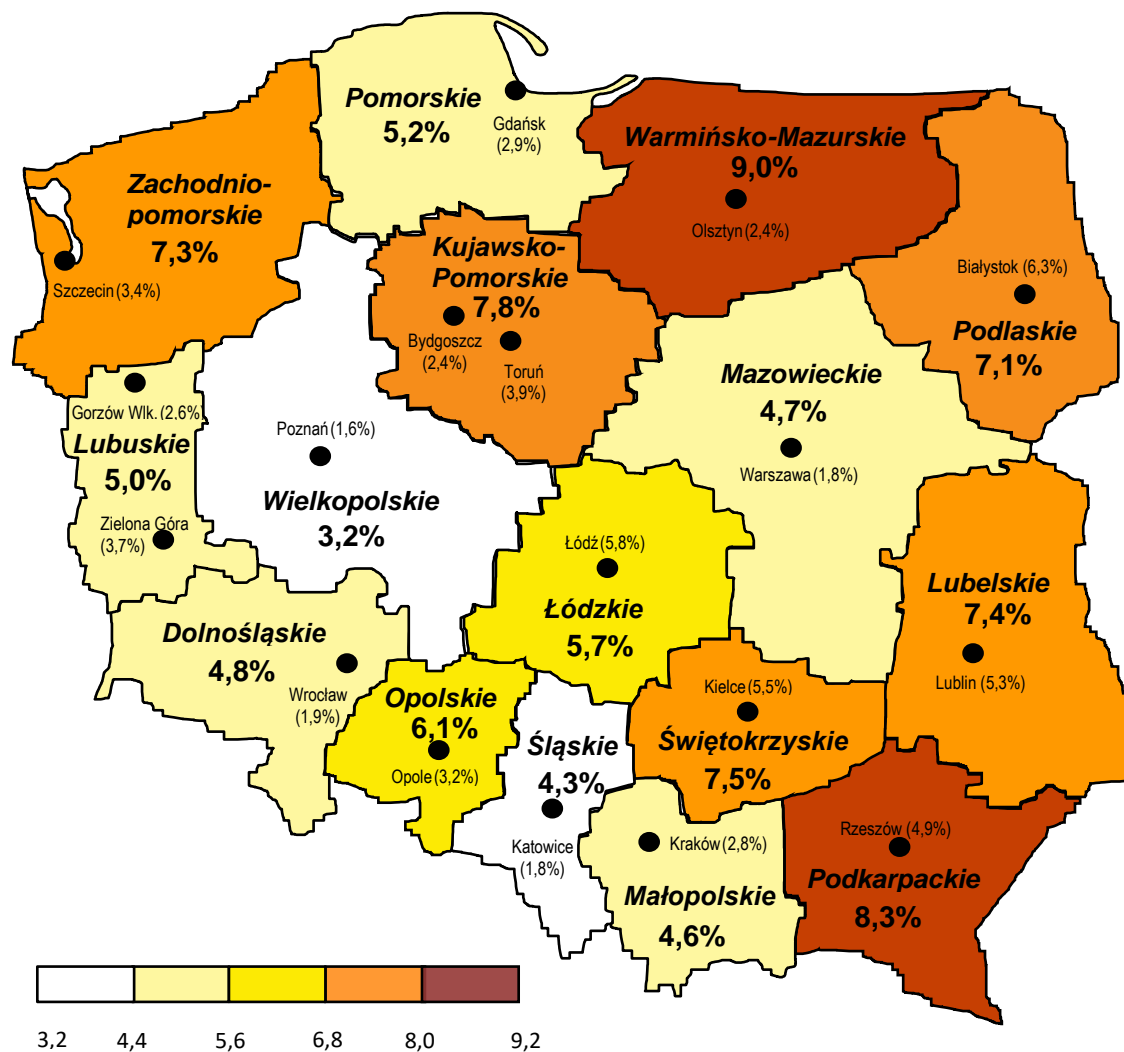 Pomorskie
5,2%
Gdańsk
(2,9%)
Warmińsko-Mazurskie
9,0%
Olsztyn (2,4%)
Zachodnio-
pomorskie
7,3%
Szczecin (3,4%)
Kujawsko-
Pomorskie
7,8%
Bydgoszcz
(2,4%)
Toruń
(3,9%)
Białystok (6,3%)
Podlaskie
7,1%
Mazowieckie
4,7%
Warszawa (1,8%)
Gorzów Wlk. (2.6%)
Lubuskie
5,0%
Zielona Góra
(3,7%)
Poznań (1,6%)
Wielkopolskie
3,2%
Łódź (5,8%)
Łódzkie
5,7%
Lubelskie
7,4%
Lublin (5,3%)
Dolnośląskie
4,8%
Wrocław
(1,9%)
Opolskie
6,1%
Opole (3,2%)
Śląskie
4,3%
Katowice
(1,8%)
Kielce (5,5%)
Świętokrzyskie
7,5%
Kraków (2,8%)
Małopolskie
4,6%
Rzeszów (4,9%)
Podkarpackie
8,3%
3,2 4,4 5,6 6,8 8,0 9,2